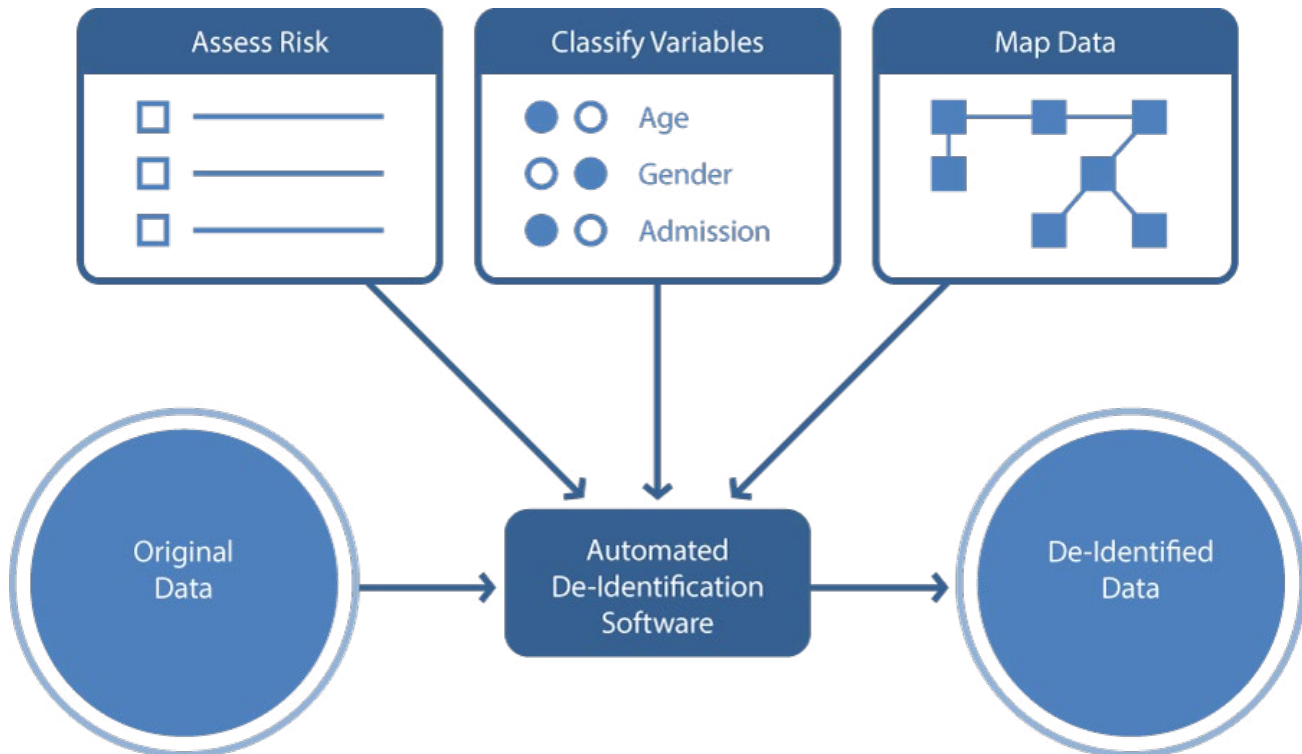 Assess Risk
Classify Variables
Map Data
Age
Gender
Admission
Original
Data
Automated
De-Identification
Software
De-Identified
Data